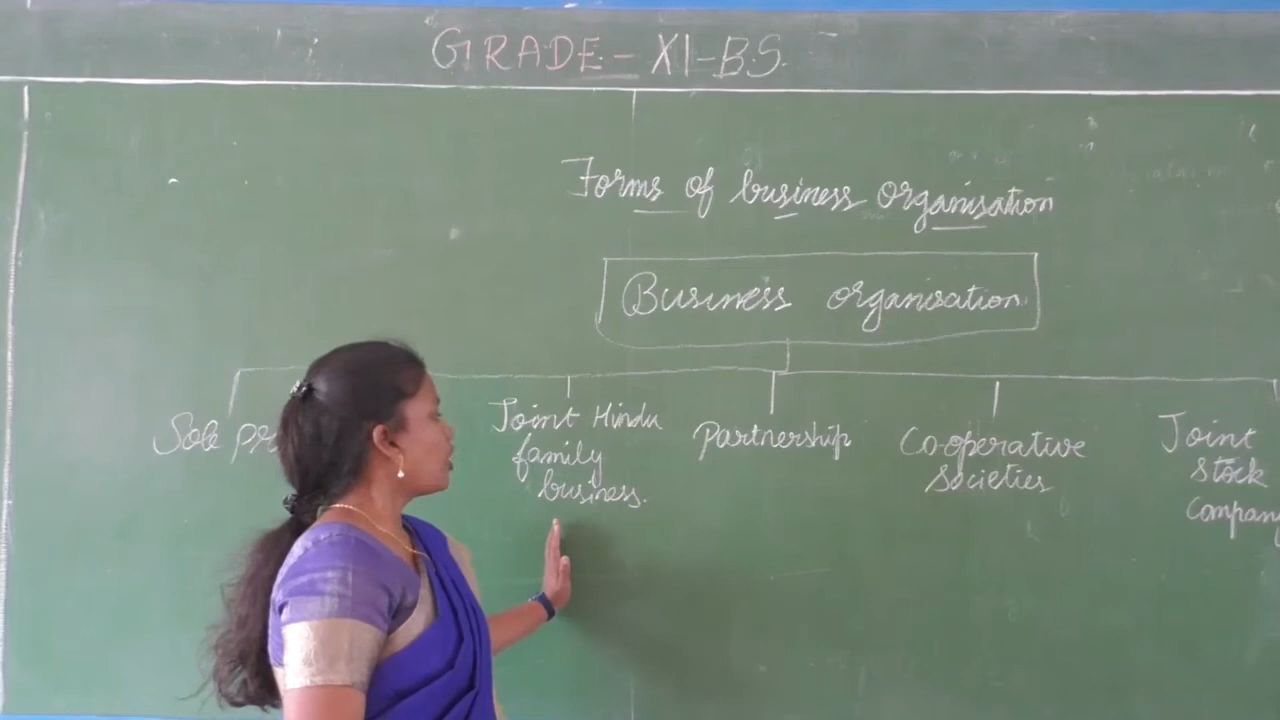 GRADE - XI-B.S.
Forms of business organisation
Business organisation
Sole
Joint Hindu
family
business.
Partnership
Co-operative
societies
Joint
stock
Company